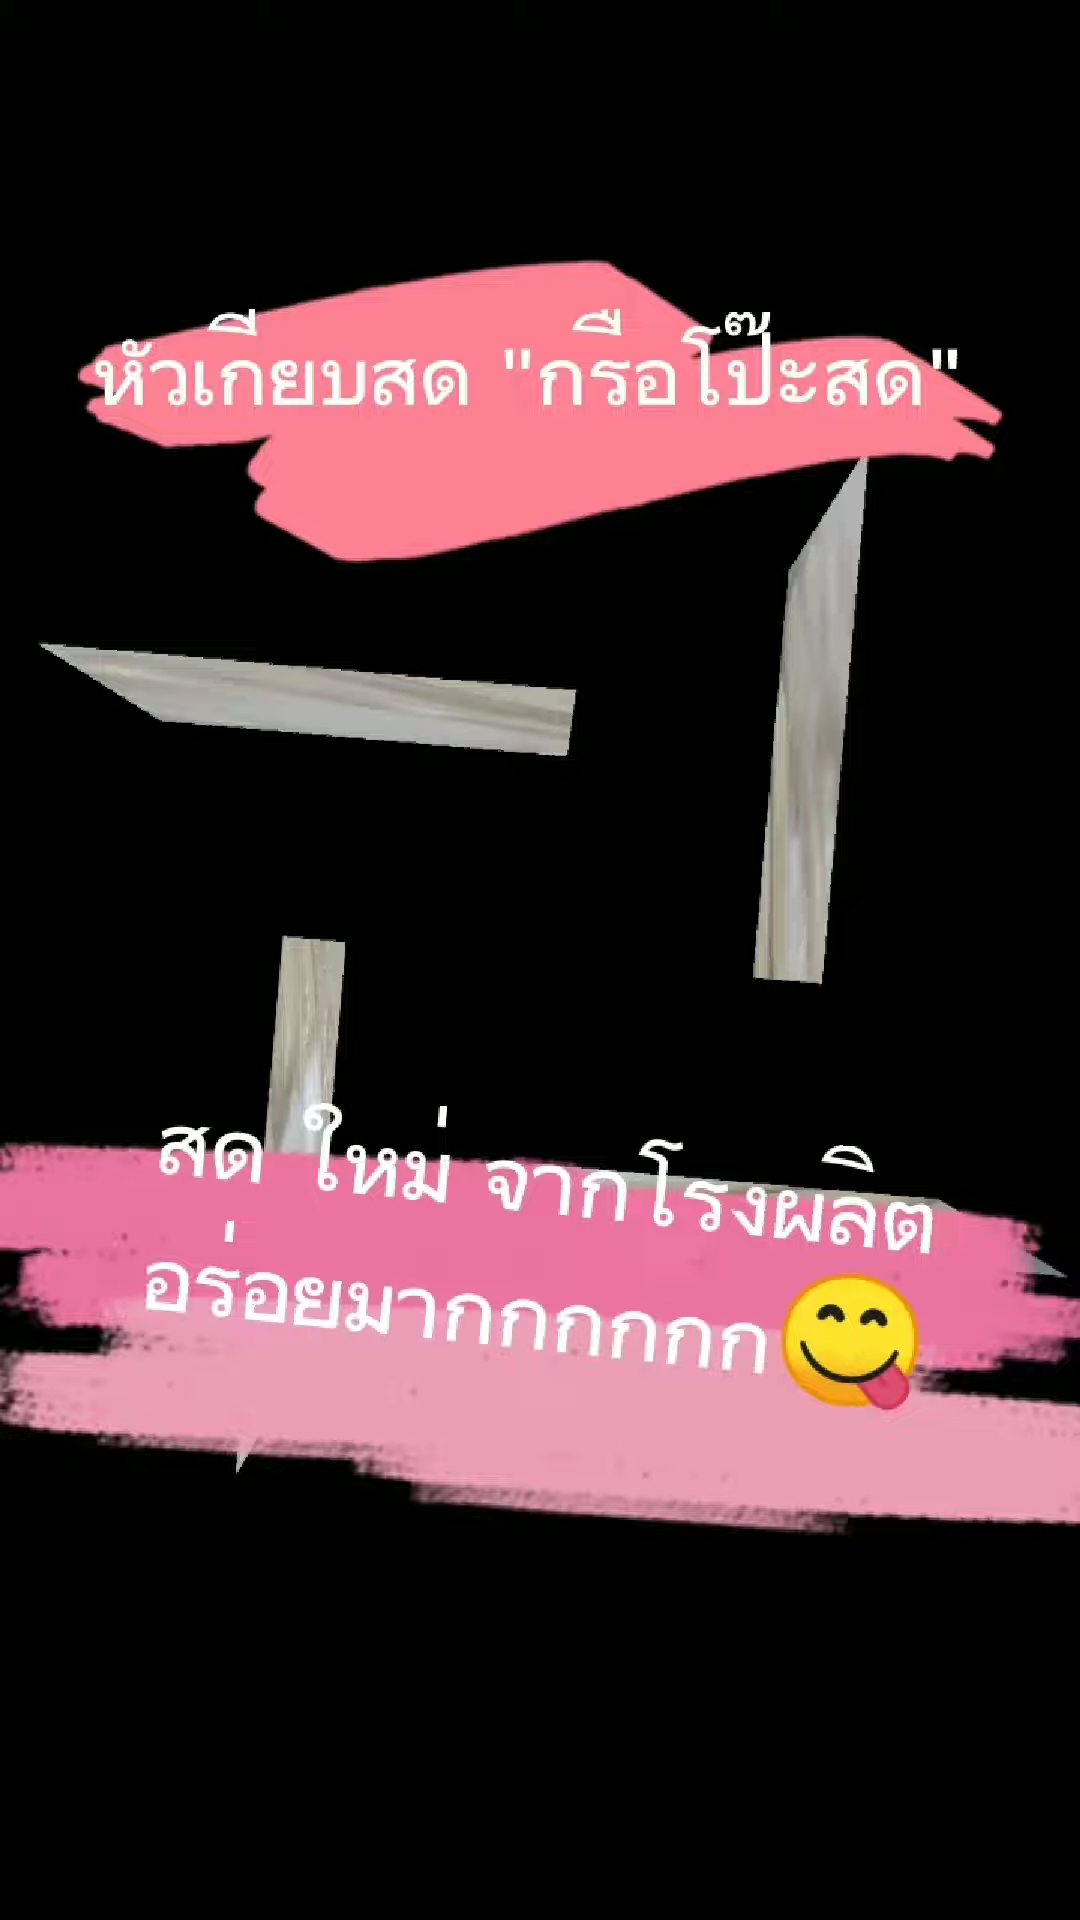 หัวเกียบสด "กรือโป๊ะสด"
สด ใหม่ จากโรงผลิต
อร่อยมากกกกกกก😋